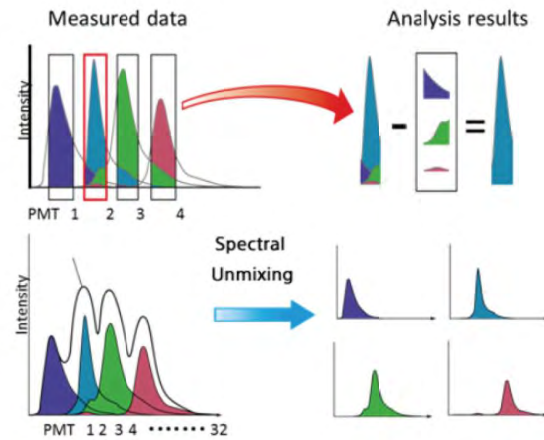 Measured data
Analysis results
Intensity
PMT 1 2 3 4
Spectral
Unmixing
Intensity
PMT 1 2 3 4 ······· 32